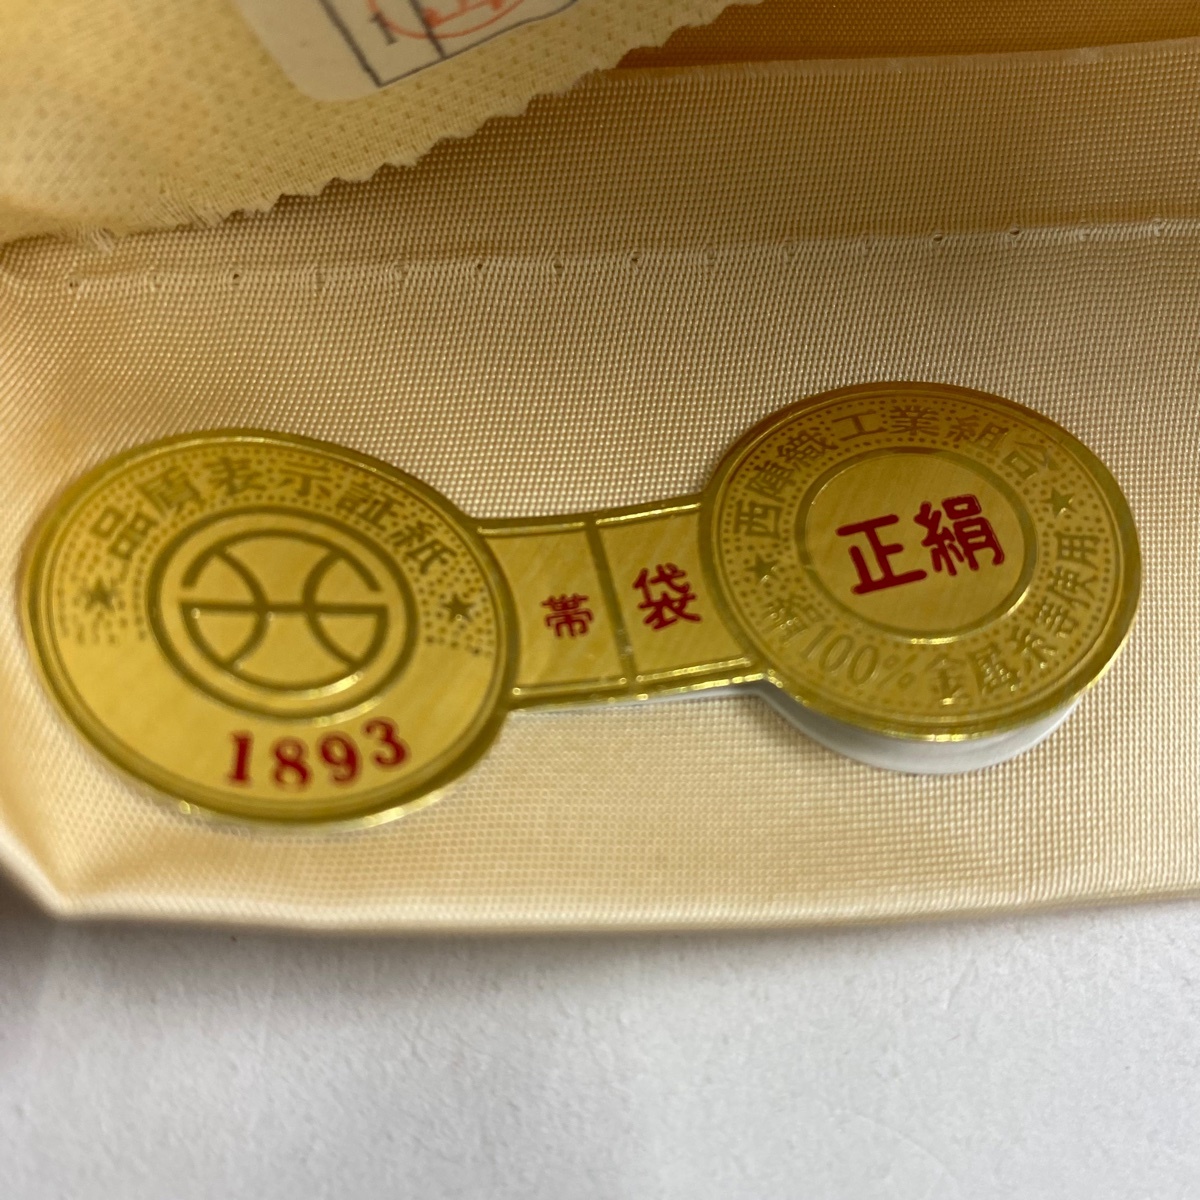 1
品質表示証紙
1893
帯
袋
西陣織工業組合
正絹
絹100%金属糸等使用